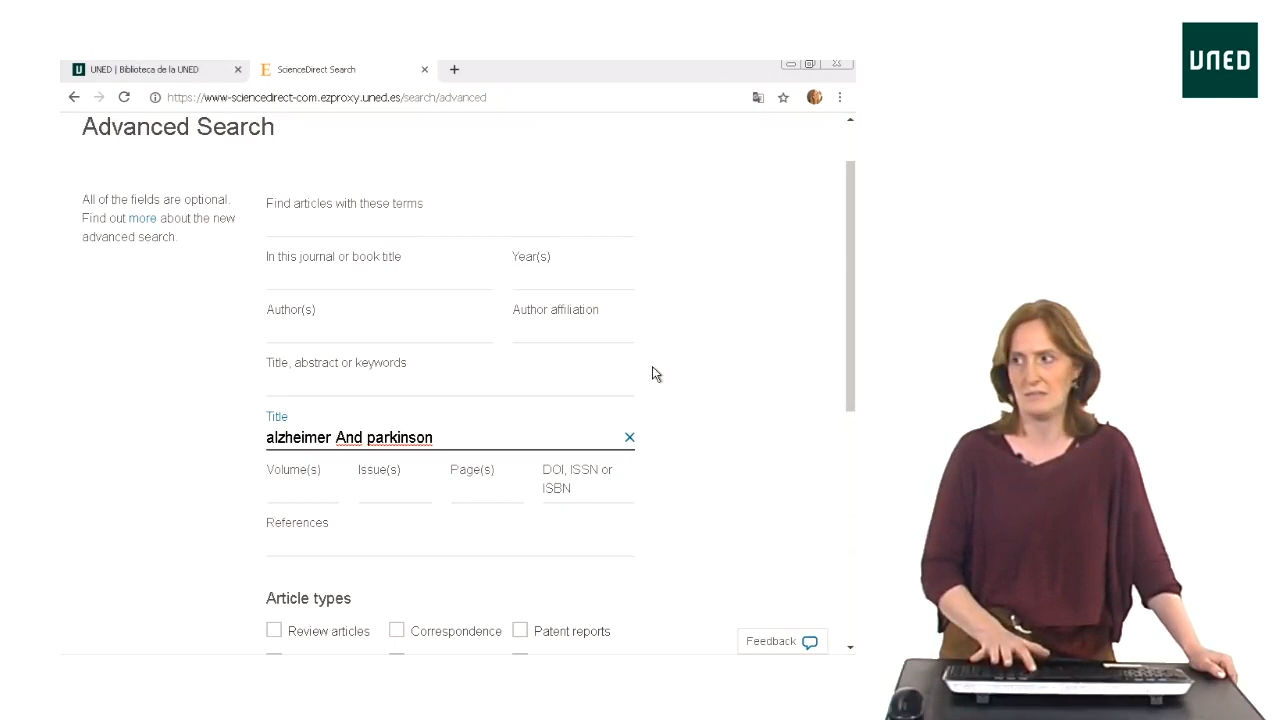 UNED
UNED | Biblioteca de la UNED
ScienceDirect Search
https://www-sciencedirect-com.ezproxy.uned.es/search/advanced
Advanced Search
All of the fields are optional.
Find out more about the new
advanced search.
Find articles with these terms
In this journal or book title
Year(s)
Author(s)
Author affiliation
Title, abstract or keywords
Title
alzheimer And parkinson
Volume(s)
Issue(s)
Page(s)
DOI, ISSN or
ISBN
References
Article types
Review articles
Correspondence
Patent reports
Feedback